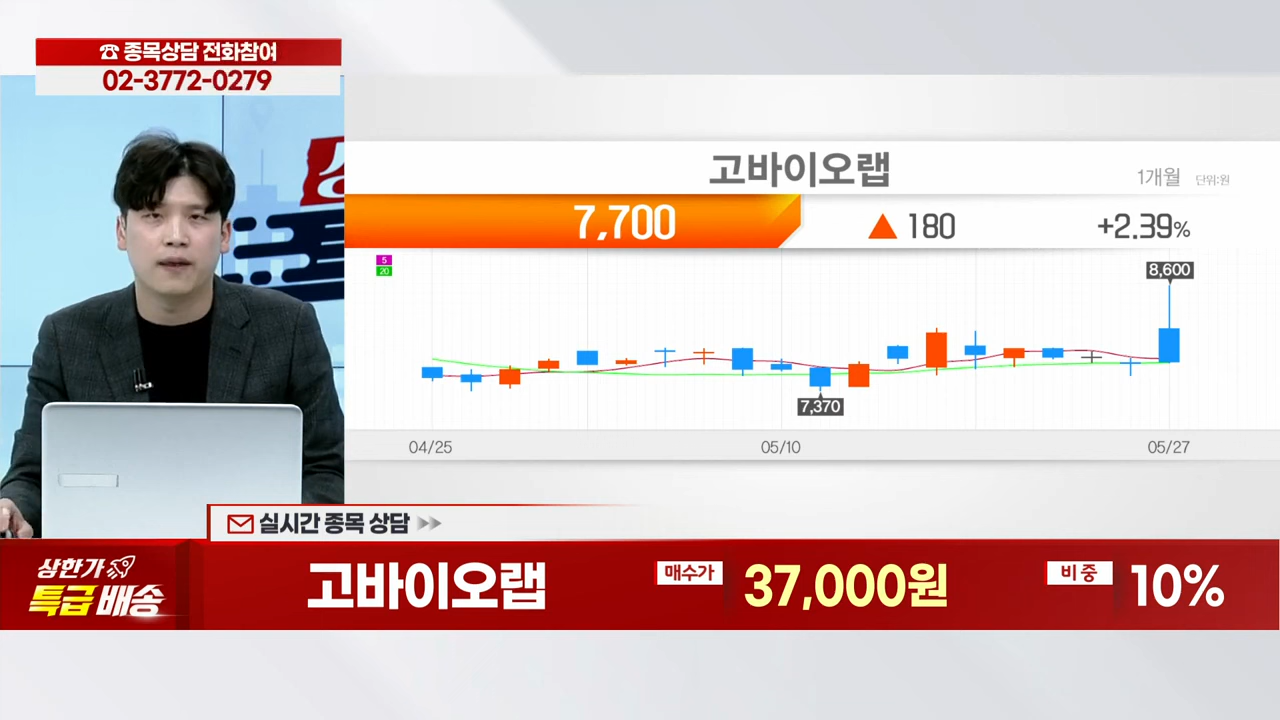 ☎ 종목상담 전화참여
02-3772-0279
고바이오랩
1개월 단위:원
7,700
▲ 180
+2.39%
5
20
8,600
7,370
04/25
05/10
05/27
실시간 종목 상담
상한가
특급 배송
고바이오랩
매수가
37,000원
비 중
10%